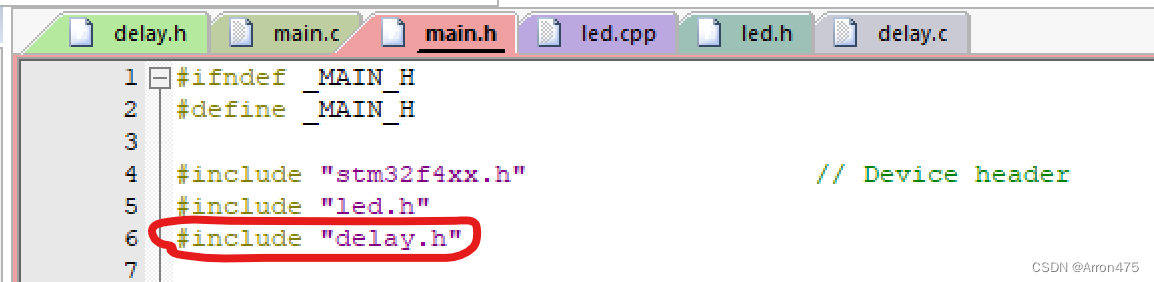 delay.h main.c main.h led.cpp led.h delay.c
1 #ifndef _MAIN_H
2 #define _MAIN_H
3
4 #include "stm32f4xx.h" // Device header
5 #include "led.h"
6 #include "delay.h"
7
CSDN @Arron475